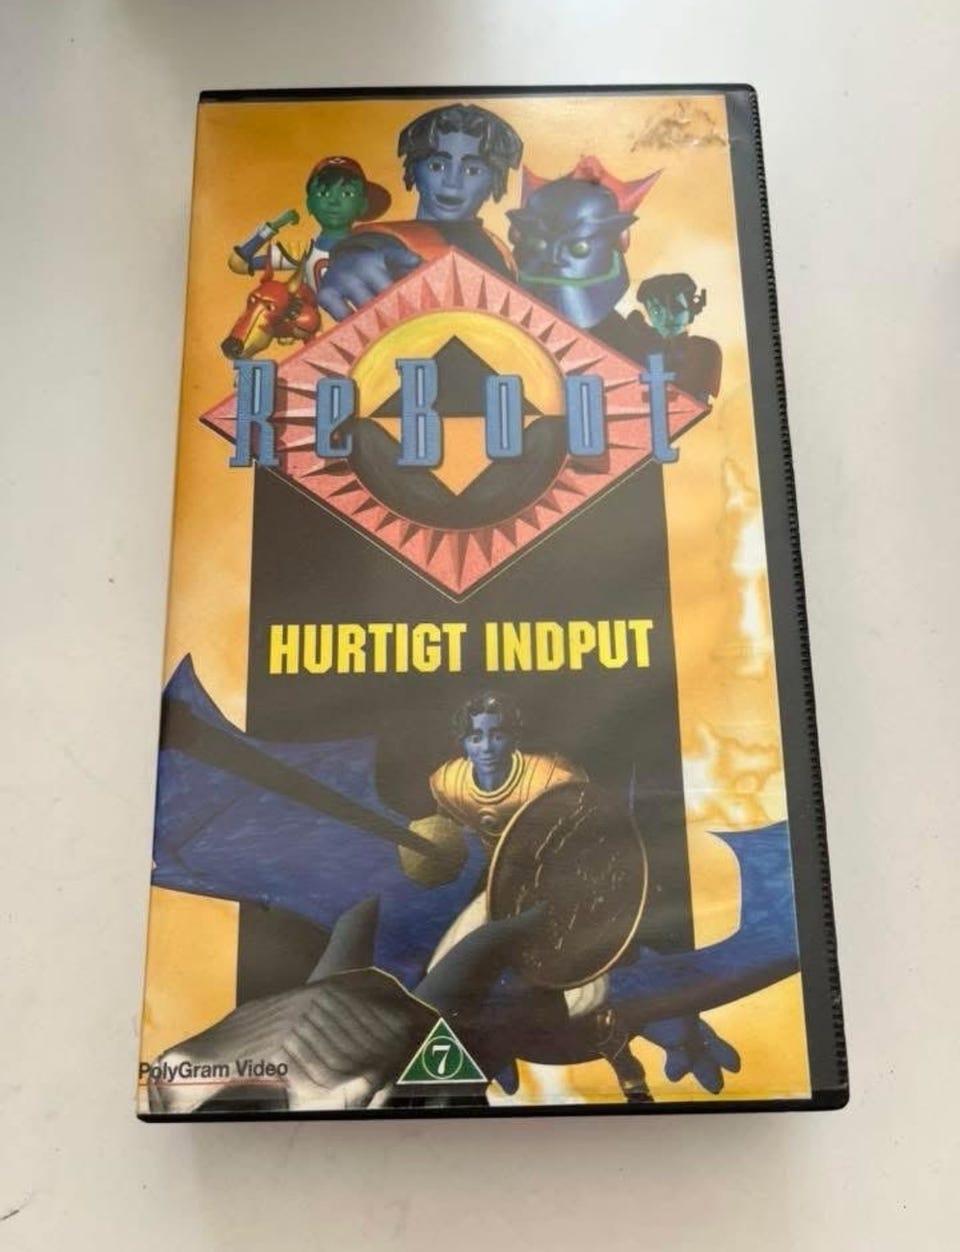 ReBoot
HURTIGT INDPUT
PolyGram Video
7